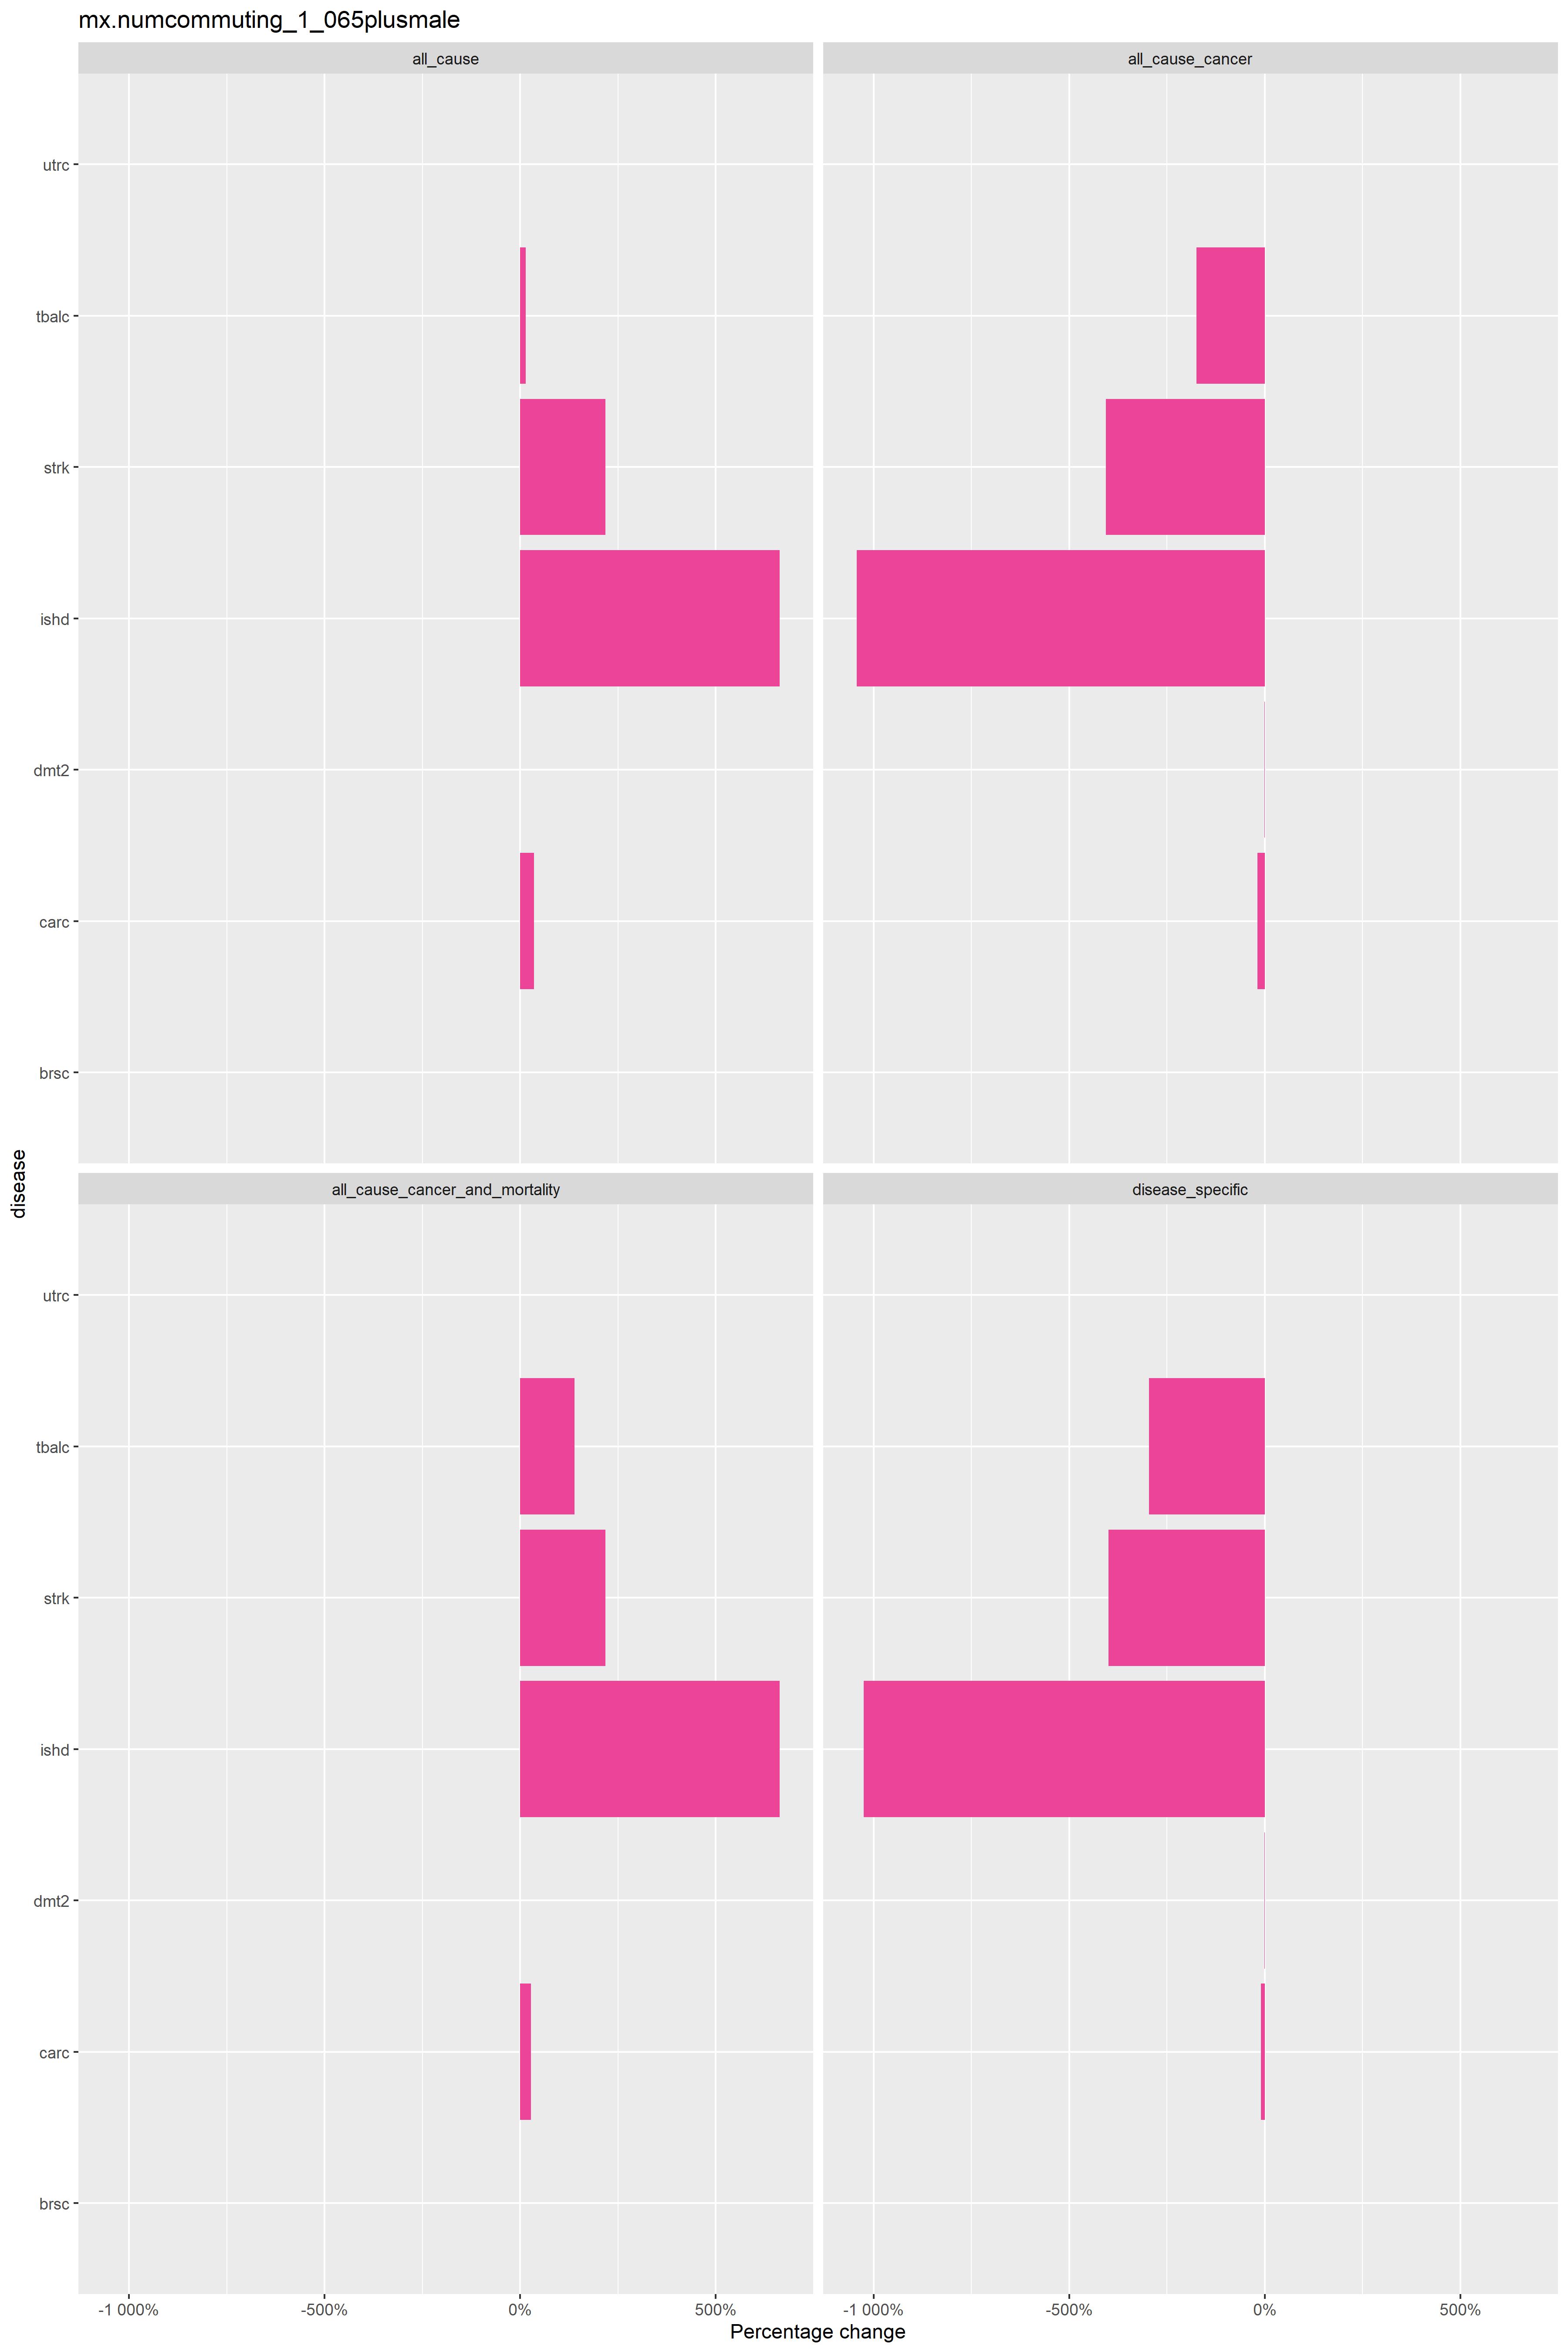 mx.numcommuting_1_065plusmale
all_cause
all_cause_cancer
utrc
tbalc
strk
ishd
dmt2
carc
brsc
disease
all_cause_cancer_and_mortality
disease_specific
utrc
tbalc
strk
ishd
dmt2
carc
brsc
-1 000% -500% 0% 500%
-1 000% -500% 0% 500%
Percentage change